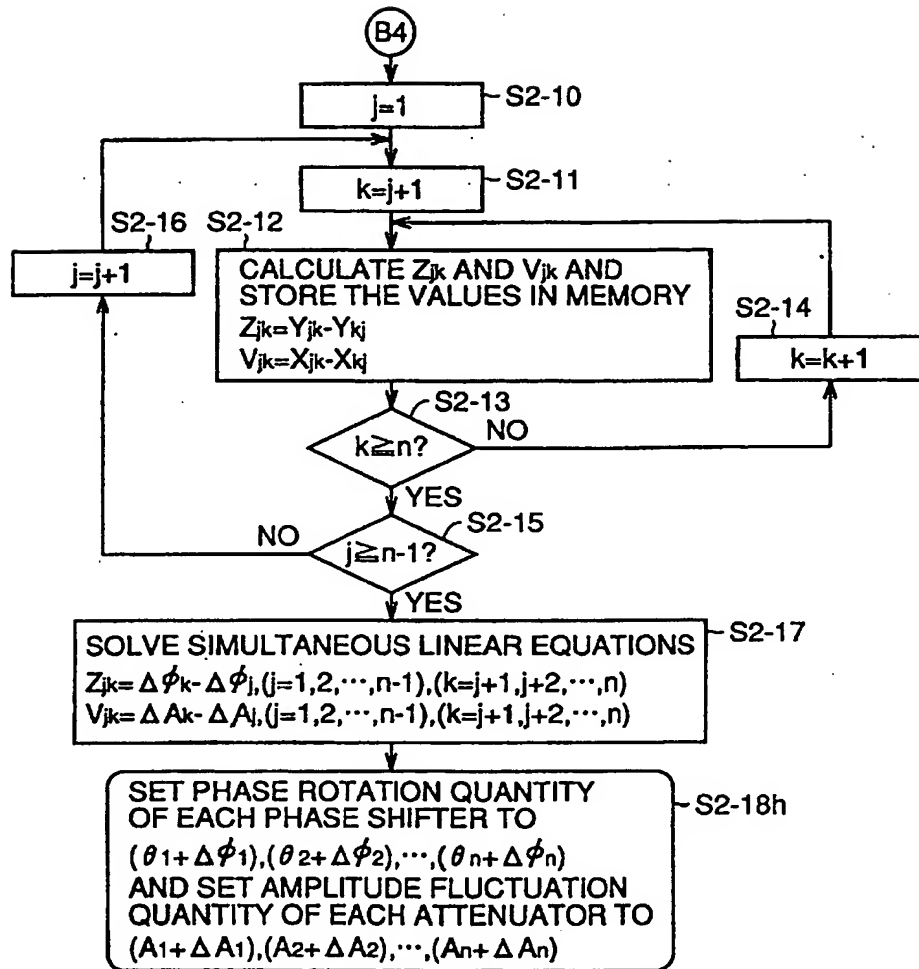 B4
j=1
S2-10
k=j+1
S2-11
S2-16
j=j+1
S2-12
CALCULATE Zjk AND Vjk AND
STORE THE VALUES IN MEMORY
Zjk=Yjk-Ykj
Vjk=Xjk-Xkj
S2-14
k=k+1
S2-13
k≧n?
NO
YES
S2-15
j≧n-1?
NO
YES
S2-17
SOLVE SIMULTANEOUS LINEAR EQUATIONS
Zjk=Δϕk-Δϕj,(j=1,2,⋯,n-1),(k=j+1,j+2,⋯,n)
Vjk=ΔAk-ΔAj,(j=1,2,⋯,n-1),(k=j+1,j+2,⋯,n)
S2-18h
SET PHASE ROTATION QUANTITY
OF EACH PHASE SHIFTER TO
(θ1+Δϕ1),(θ2+Δϕ2),⋯,(θn+Δϕn)
AND SET AMPLITUDE FLUCTUATION
QUANTITY OF EACH ATTENUATOR TO
(A1+ΔA1),(A2+ΔA2),⋯,(An+ΔAn)